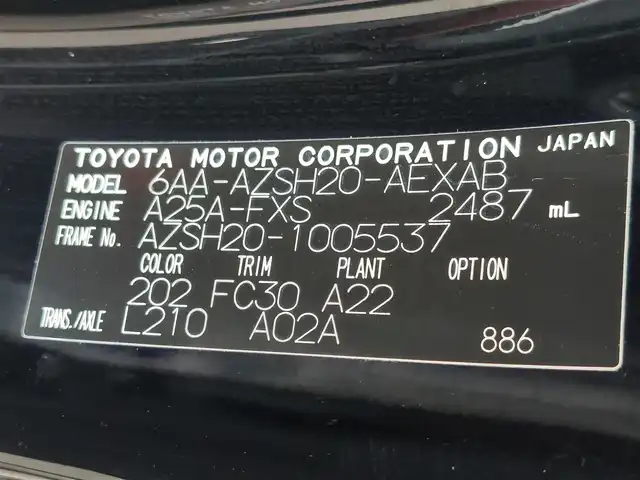 TOYOTA MOTOR CORPORATION JAPAN
MODEL 6AA-AZSH20-AEXAB
ENGINE A25A-FXS 2487 mL
FRAME No. AZSH20-1005537
COLOR TRIM PLANT OPTION
202 FC30 A22
TRANS./AXLE L210 A02A 886